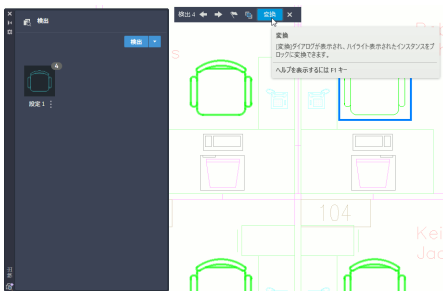 検出
検出
4
設定 1
検出 4
変換
変換
[変換]ダイアログが表示され、ハイライト表示されたインスタンスをブロックに変換できます。
ヘルプを表示するには F1 キー
104
Kei
Jac